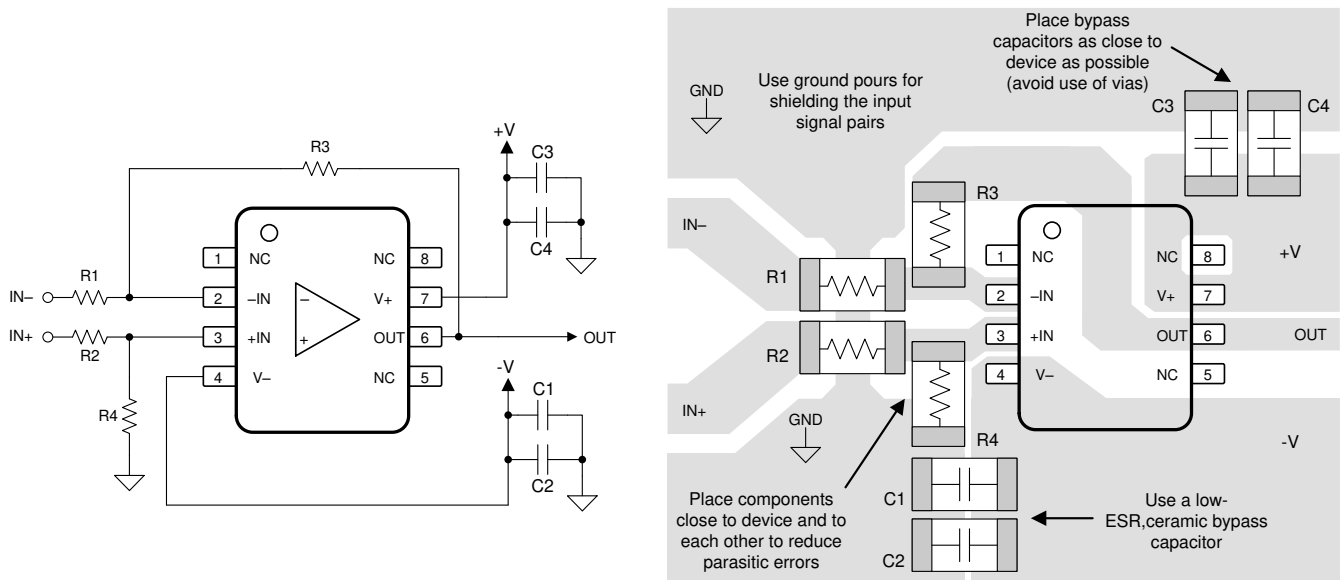 R3
+V
C3
C4
1
NC
NC
8
IN–
R1
2
–IN
–
V+
7
IN+
R2
3
+IN
+
OUT
6
OUT
4
V–
NC
5
R4
-V
C1
C2
Place bypass
capacitors as close to
device as possible
(avoid use of vias)
Use ground pours for
shielding the input
signal pairs
GND
C3
C4
R3
IN–
1
NC
NC
8
+V
R1
2
–IN
V+
7
3
+IN
OUT
6
OUT
R2
4
V–
NC
5
IN+
GND
R4
-V
Place components
close to device and to
each other to reduce
parasitic errors
C1
C2
Use a low-
ESR,ceramic bypass
capacitor